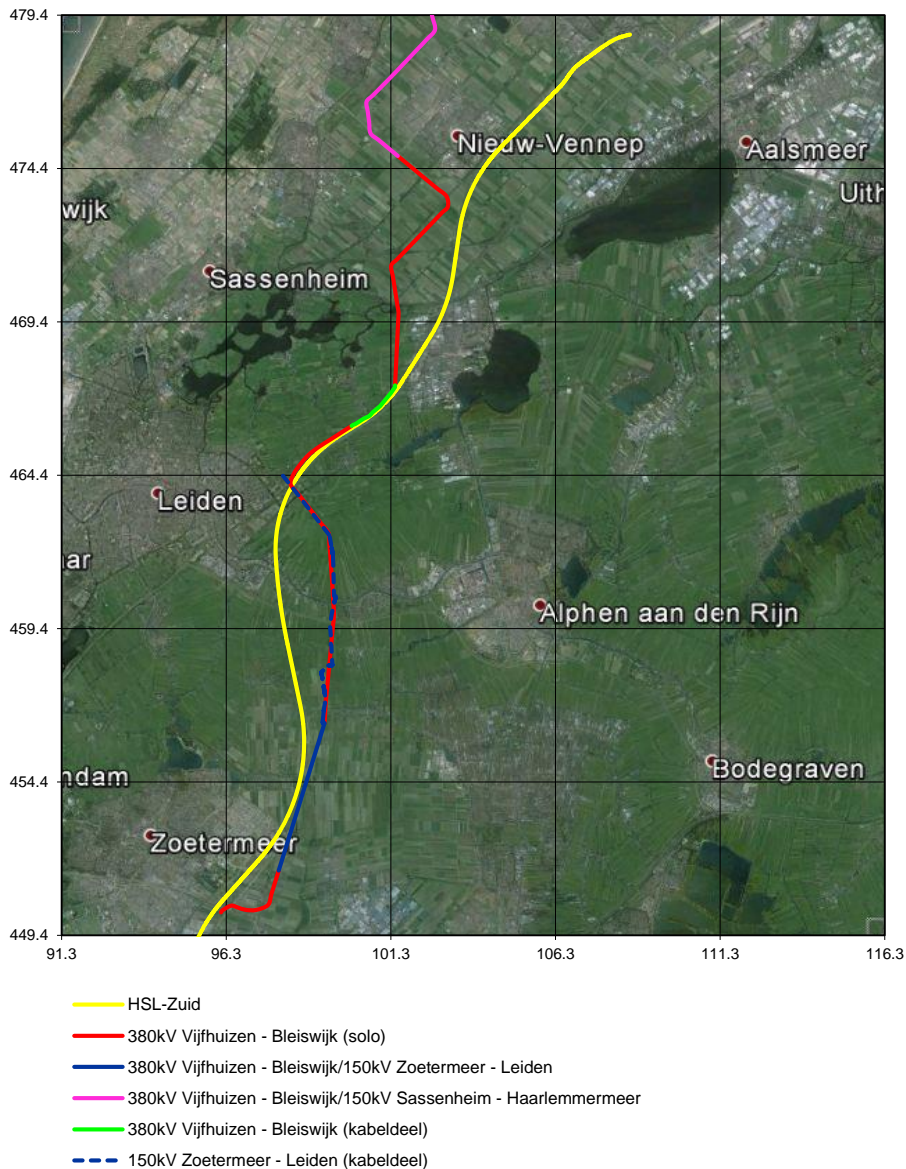 479.4
474.4
469.4
464.4
459.4
454.4
449.4
Nieuw-Vennep
Aalsmeer
Uith
wijk
Sassenheim
Leiden
aar
Alphen aan den Rijn
ndam
Bodegraven
Zoetermeer
91.3 96.3 101.3 106.3 111.3 116.3
HSL-Zuid
380kV Vijfhuizen - Bleiswijk (solo)
380kV Vijfhuizen - Bleiswijk/150kV Zoetermeer - Leiden
380kV Vijfhuizen - Bleiswijk/150kV Sassenheim - Haarlemmermeer
380kV Vijfhuizen - Bleiswijk (kabeldeel)
150kV Zoetermeer - Leiden (kabeldeel)